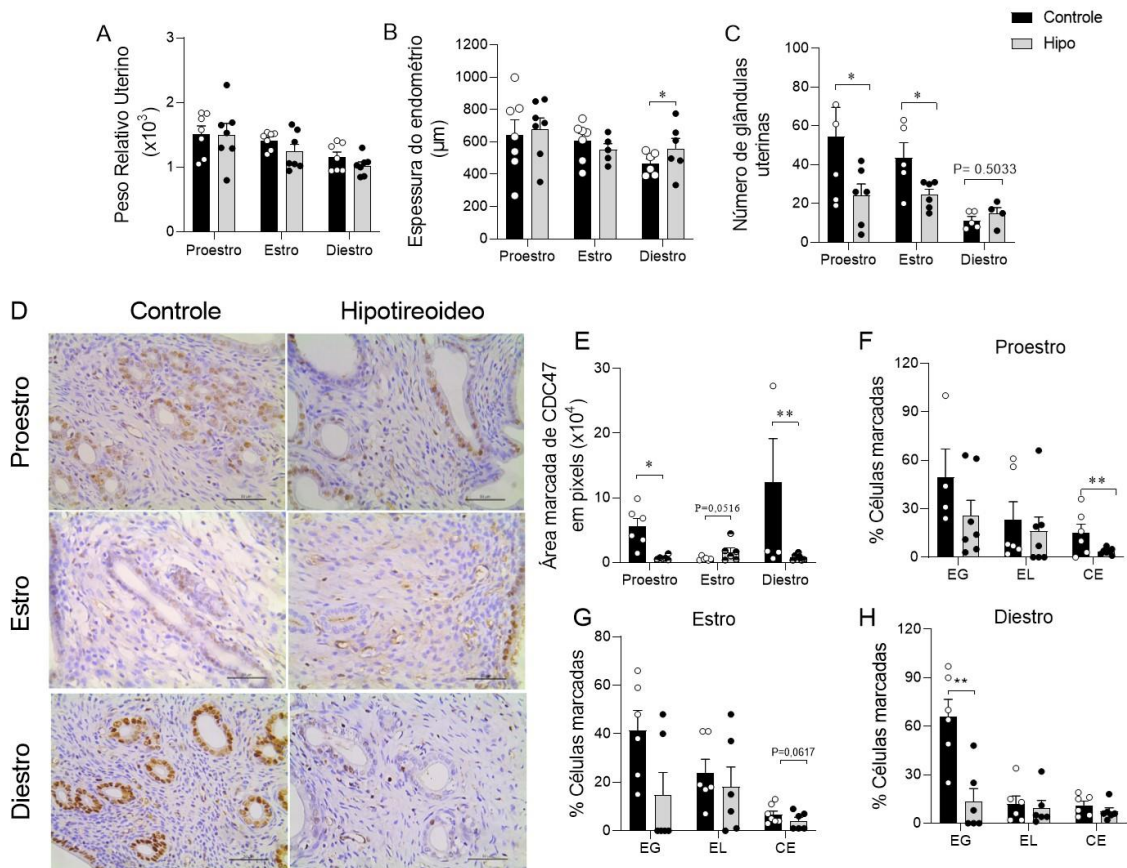 Controle
Hipo
A
Peso Relativo Uterino
(x10³)
3
2
1
0
Proestro Estro Diestro
B
Espessura do endométrio
(μm)
1200
1000
800
600
400
200
0
*
Proestro Estro Diestro
C
Número de glândulas
uterinas
100
80
60
40
20
0
*
*
P= 0.5033
Proestro Estro Diestro
D
Controle Hipotireoideo
Proestro
Estro
Diestro
E
Área marcada de CDC47
em pixels (x10⁴)
30
20
10
0
*
P=0,0516
**
Proestro Estro Diestro
F
Proestro
% Células marcadas
120
90
60
30
0
**
EG EL CE
G
Estro
% Células marcadas
80
60
40
20
0
P=0,0617
EG EL CE
H
Diestro
% Células marcadas
120
90
60
30
0
**
EG EL CE